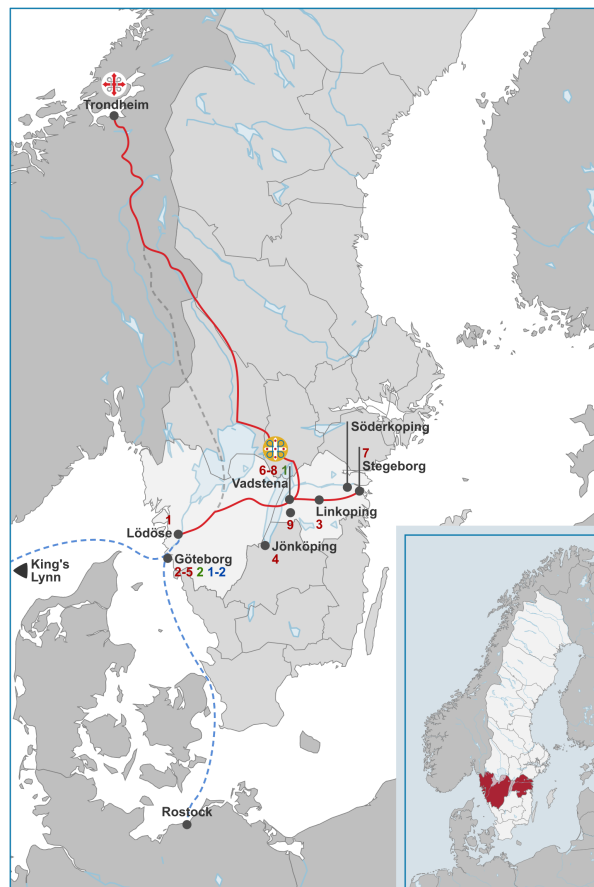 Trondheim
Söderkoping
7
6-8 1
Stegeborg
Vadstena
1
Linkoping
9
3
Lödöse
Jönköping
Göteborg
4
King's
Lynn
2-5 2 1-2
Rostock